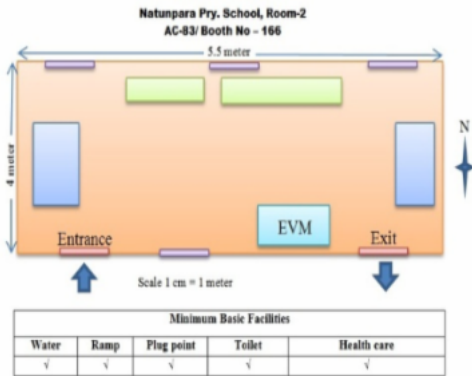 Natunpara Pry. School, Room-2
AC-83/ Booth No – 166
5.5 meter
4 meter
N
EVM
Entrance
Exit
Scale 1 cm = 1 meter
Minimum Basic Facilities
Water Ramp Plug point Toilet Health care
√ √ √ √ √